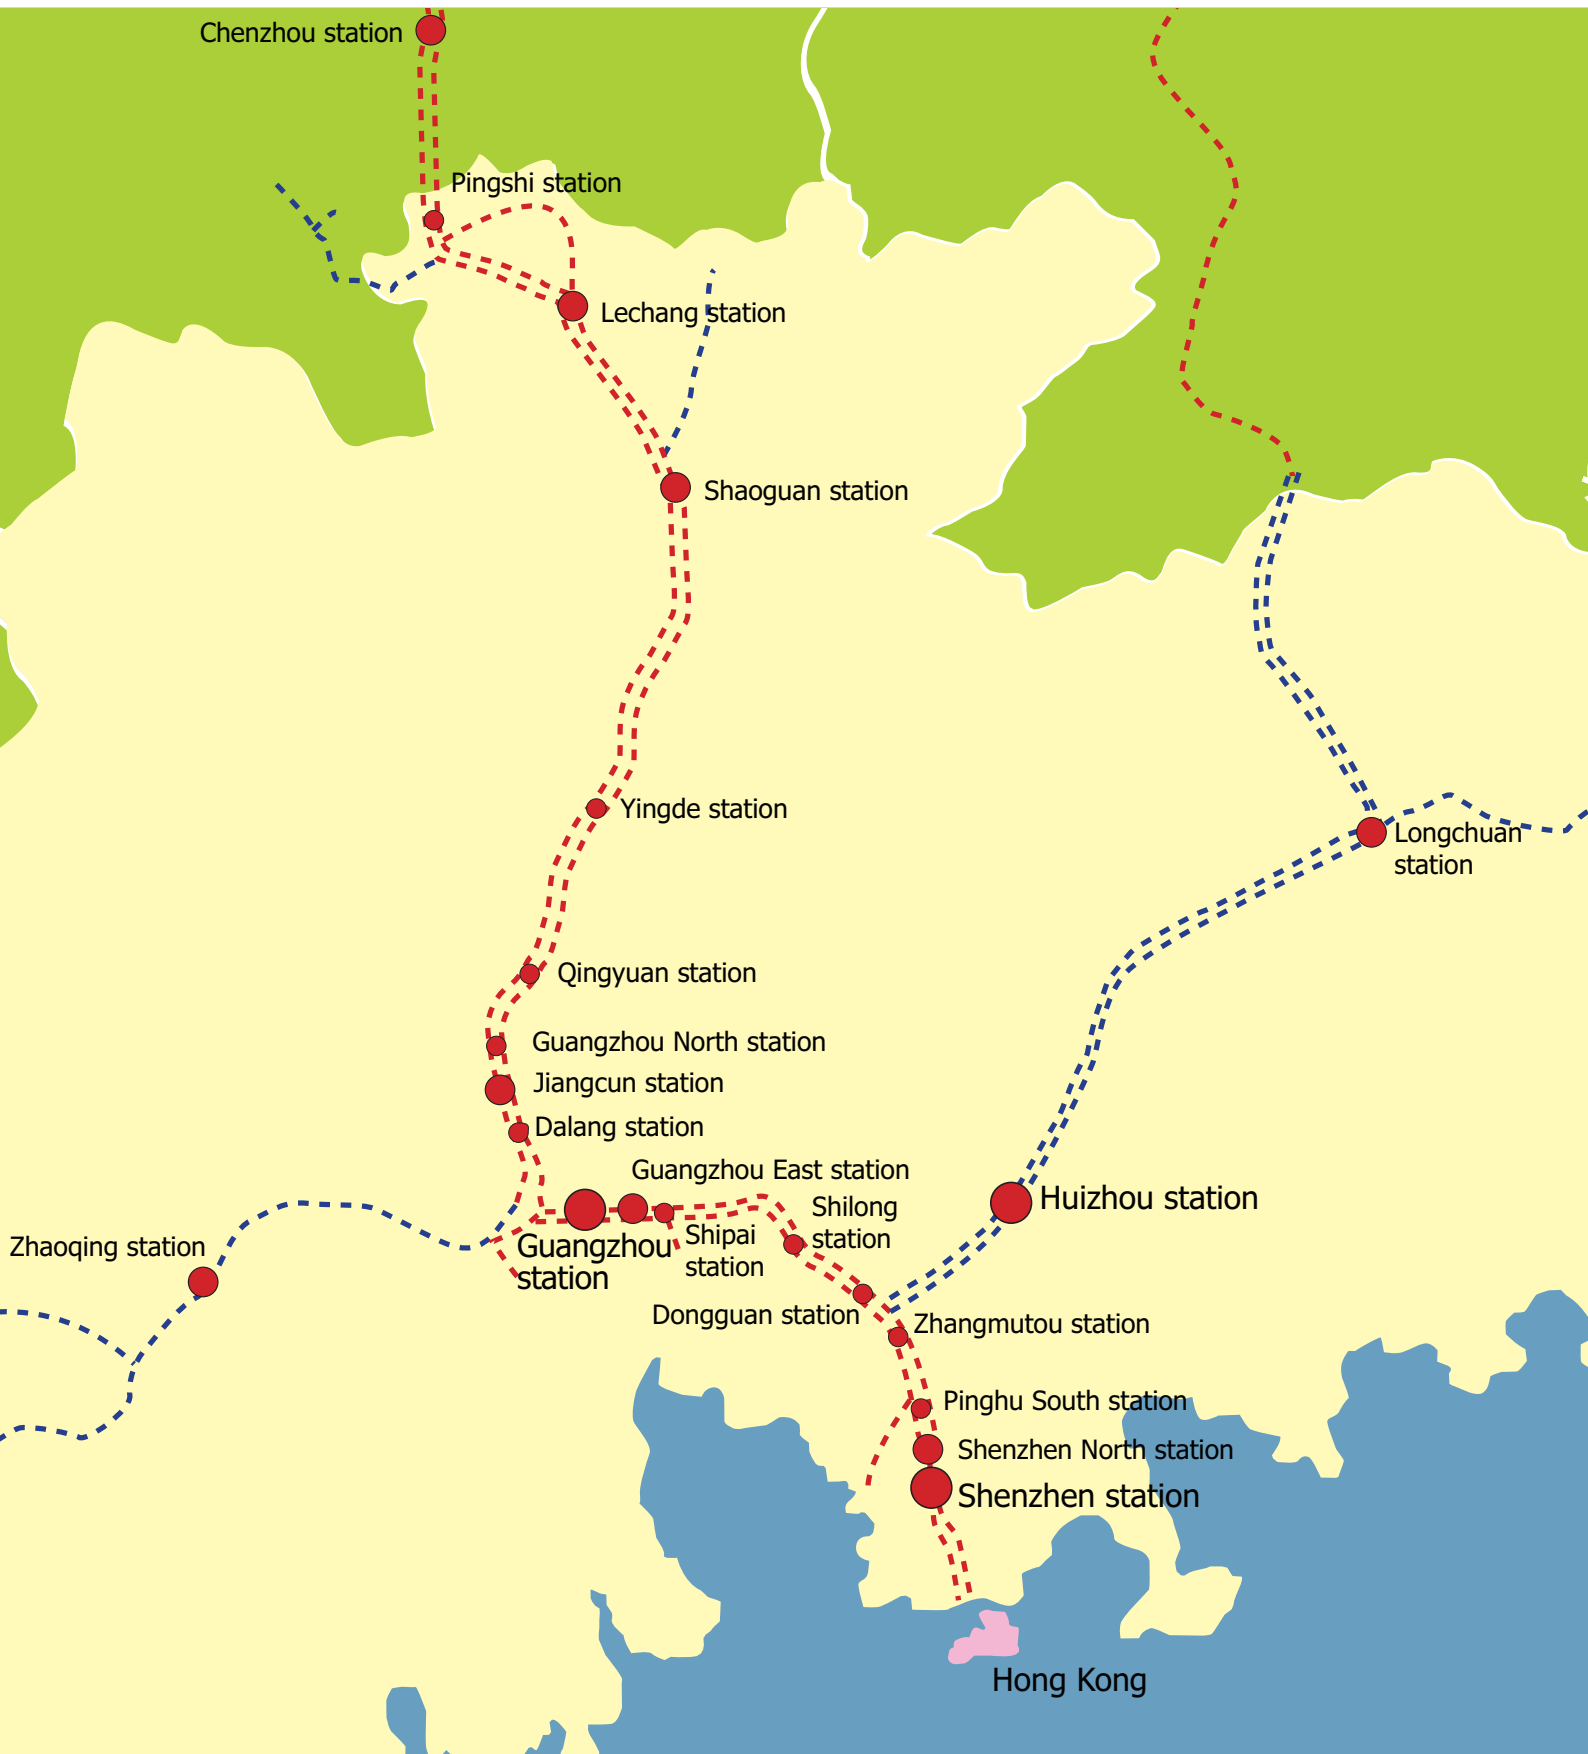 Chenzhou station
Pingshi station
Lechang station
Shaoguan station
Yingde station
Longchuan
station
Qingyuan station
Guangzhou North station
Jiangcun station
Dalang station
Guangzhou East station
Huizhou station
Shilong
station
Shipai
station
Zhaoqing station
Guangzhou
station
Dongguan station
Zhangmutou station
Pinghu South station
Shenzhen North station
Shenzhen station
Hong Kong